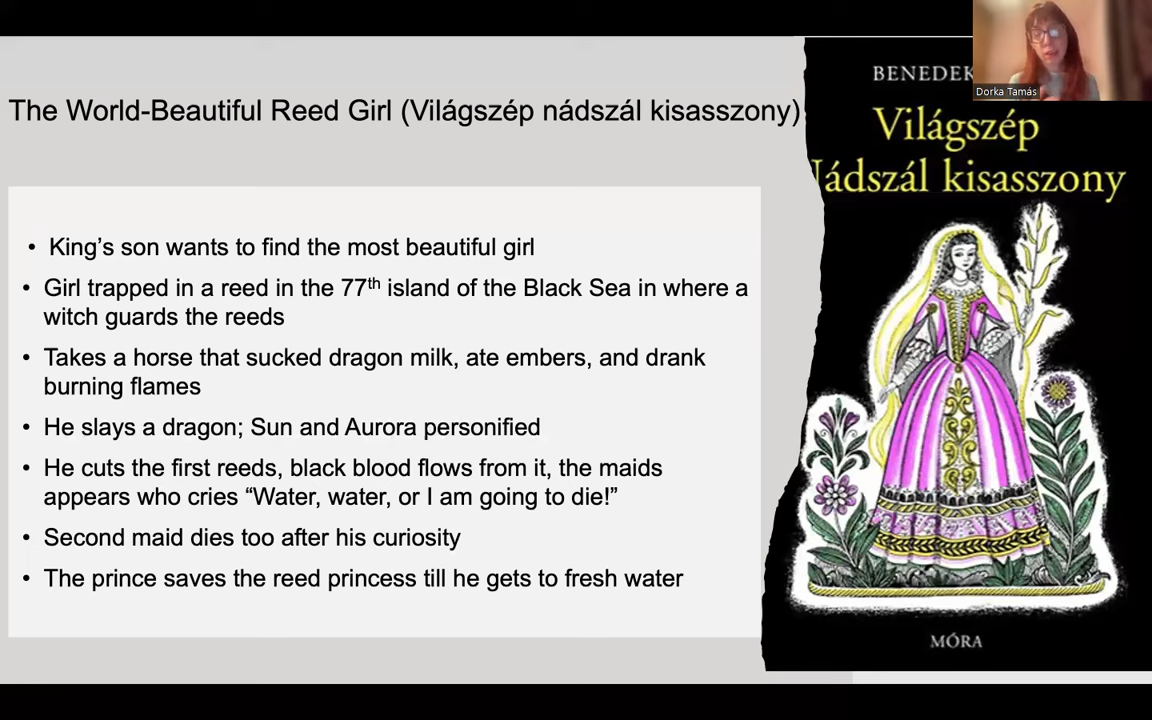 The World-Beautiful Reed Girl (Világszép nádszál kisasszony)
• King’s son wants to find the most beautiful girl
• Girl trapped in a reed in the 77th island of the Black Sea in where a
witch guards the reeds
• Takes a horse that sucked dragon milk, ate embers, and drank
burning flames
• He slays a dragon; Sun and Aurora personified
• He cuts the first reeds, black blood flows from it, the maids
appears who cries “Water, water, or I am going to die!”
• Second maid dies too after his curiosity
• The prince saves the reed princess till he gets to fresh water
BENEDEK
Világszép
Nádszál kisasszony
MÓRA
Dorka Tamás